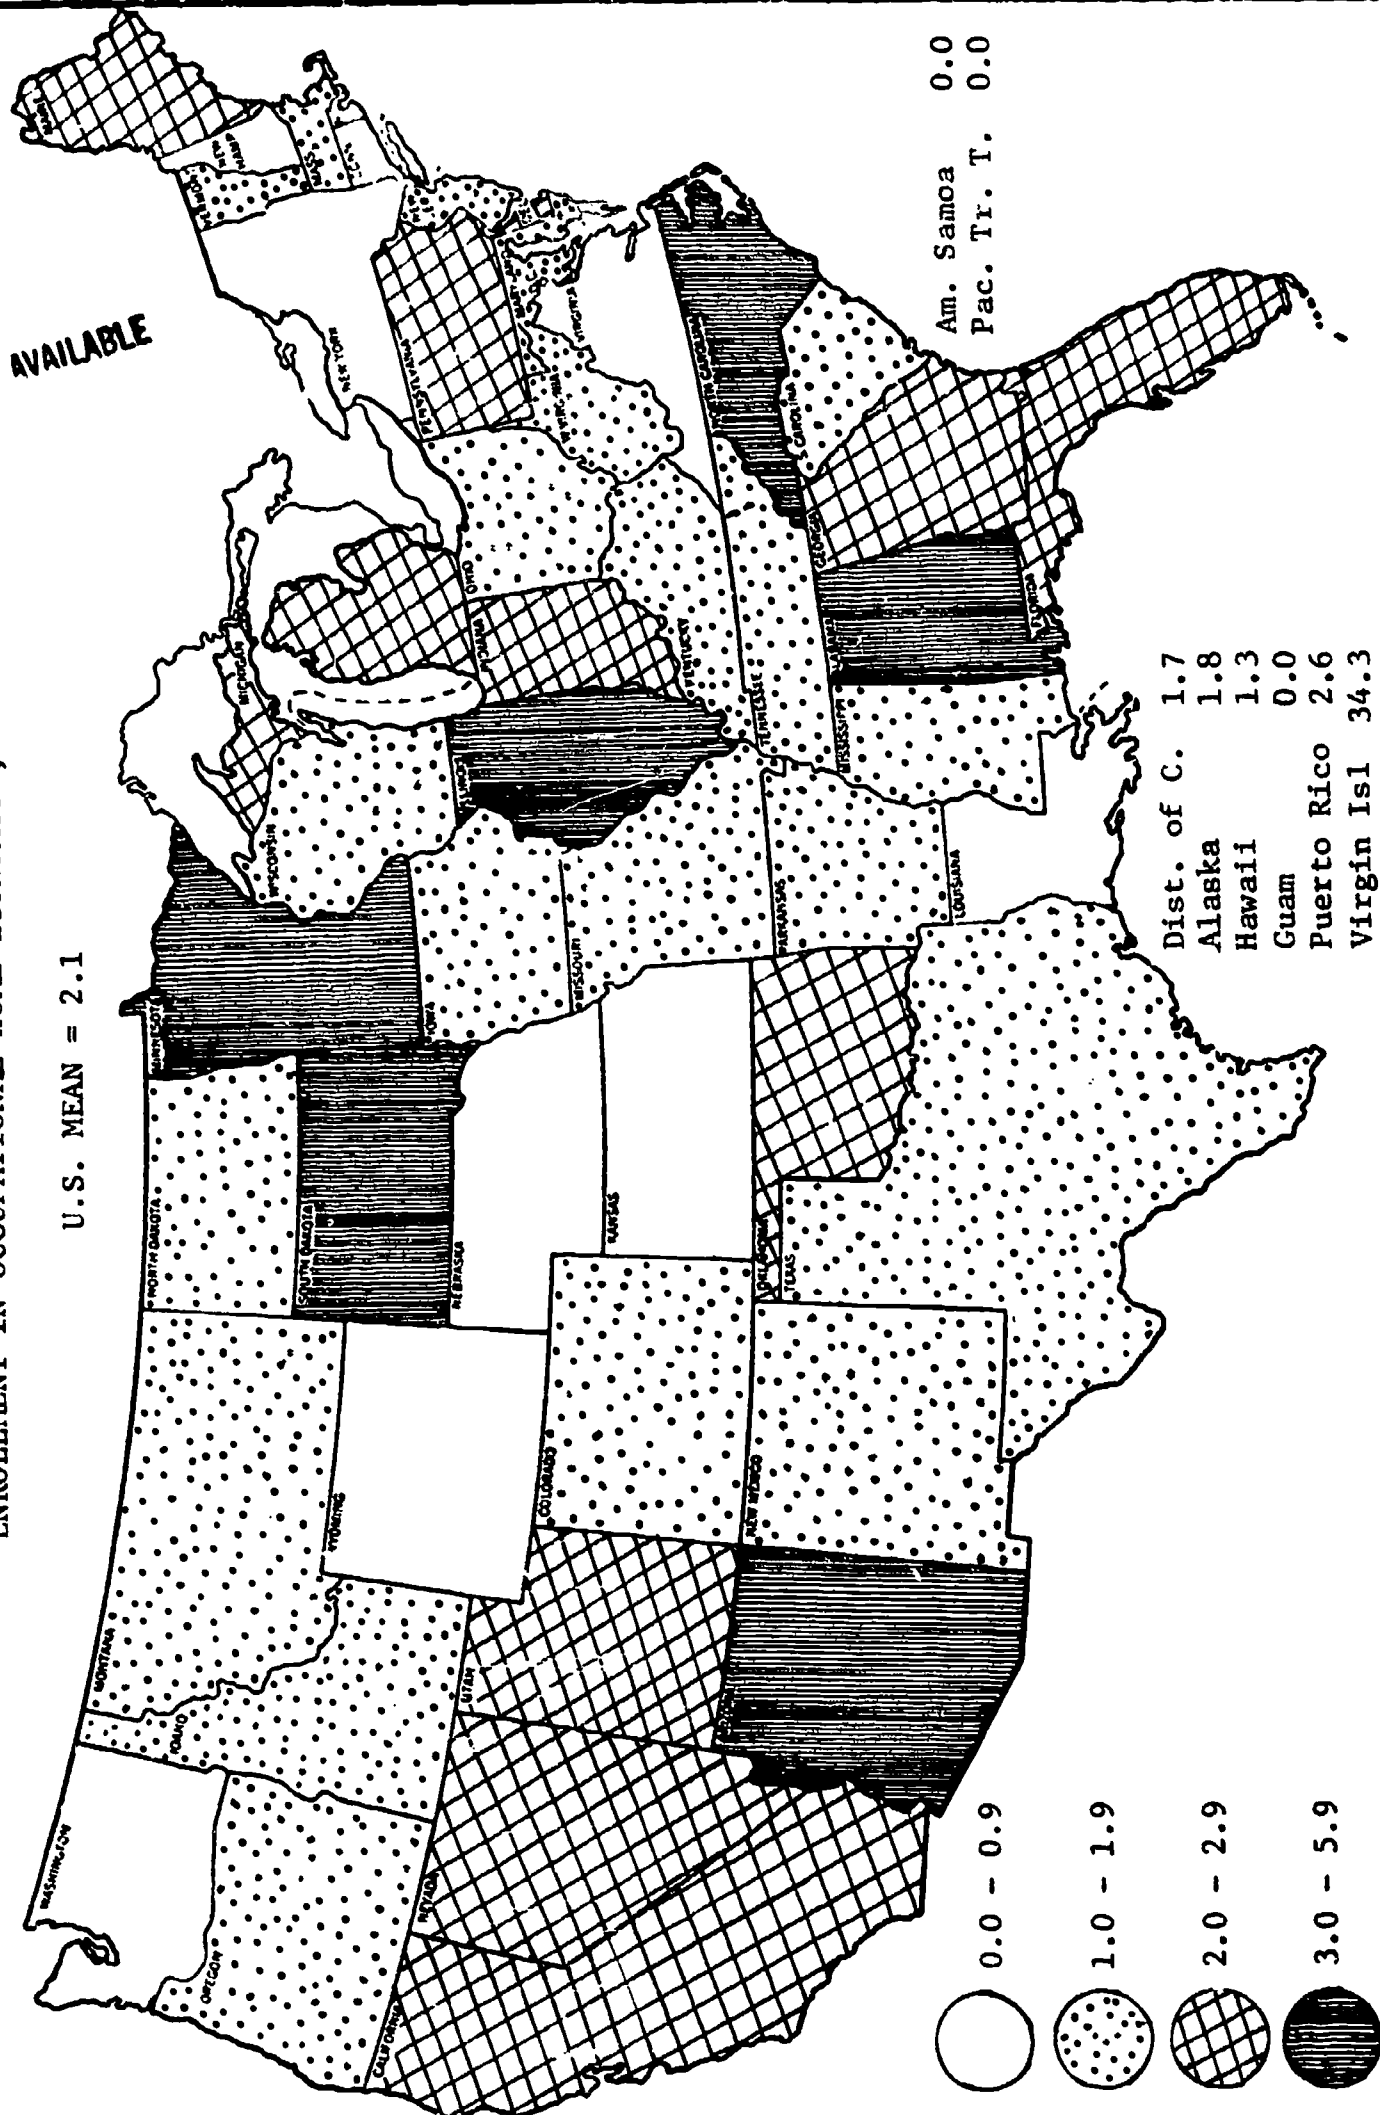 AVAILABLE
U.S. MEAN = 2.1
WASHINGTON
OREGON
CALIFORNIA
NEVADA
IDAHO
MONTANA
WYOMING
UTAH
COLORADO
NEW MEXICO
NORTH DAKOTA
SOUTH DAKOTA
NEBRASKA
KANSAS
OKLAHOMA
TEXAS
MINNESOTA
IOWA
MISSOURI
ARKANSAS
LOUISIANA
WISCONSIN
ILLINOIS
MICHIGAN
INDIANA
OHIO
KENTUCKY
TENNESSEE
MISSISSIPPI
ALABAMA
GEORGIA
FLORIDA
S CAROLINA
NORTH CAROLINA
VIRGINIA
W VIRGINIA
MARYLAND
PENNSYLVANIA
NEW YORK
VERMONT
NEW HAMP
MAINE
MASS
CONN
0.0 - 0.9
1.0 - 1.9
2.0 - 2.9
3.0 - 5.9
Dist. of C. 1.7
Alaska 1.8
Hawaii 1.3
Guam 0.0
Puerto Rico 2.6
Virgin Isl 34.3
Am. Samoa 0.0
Pac. Tr. T. 0.0